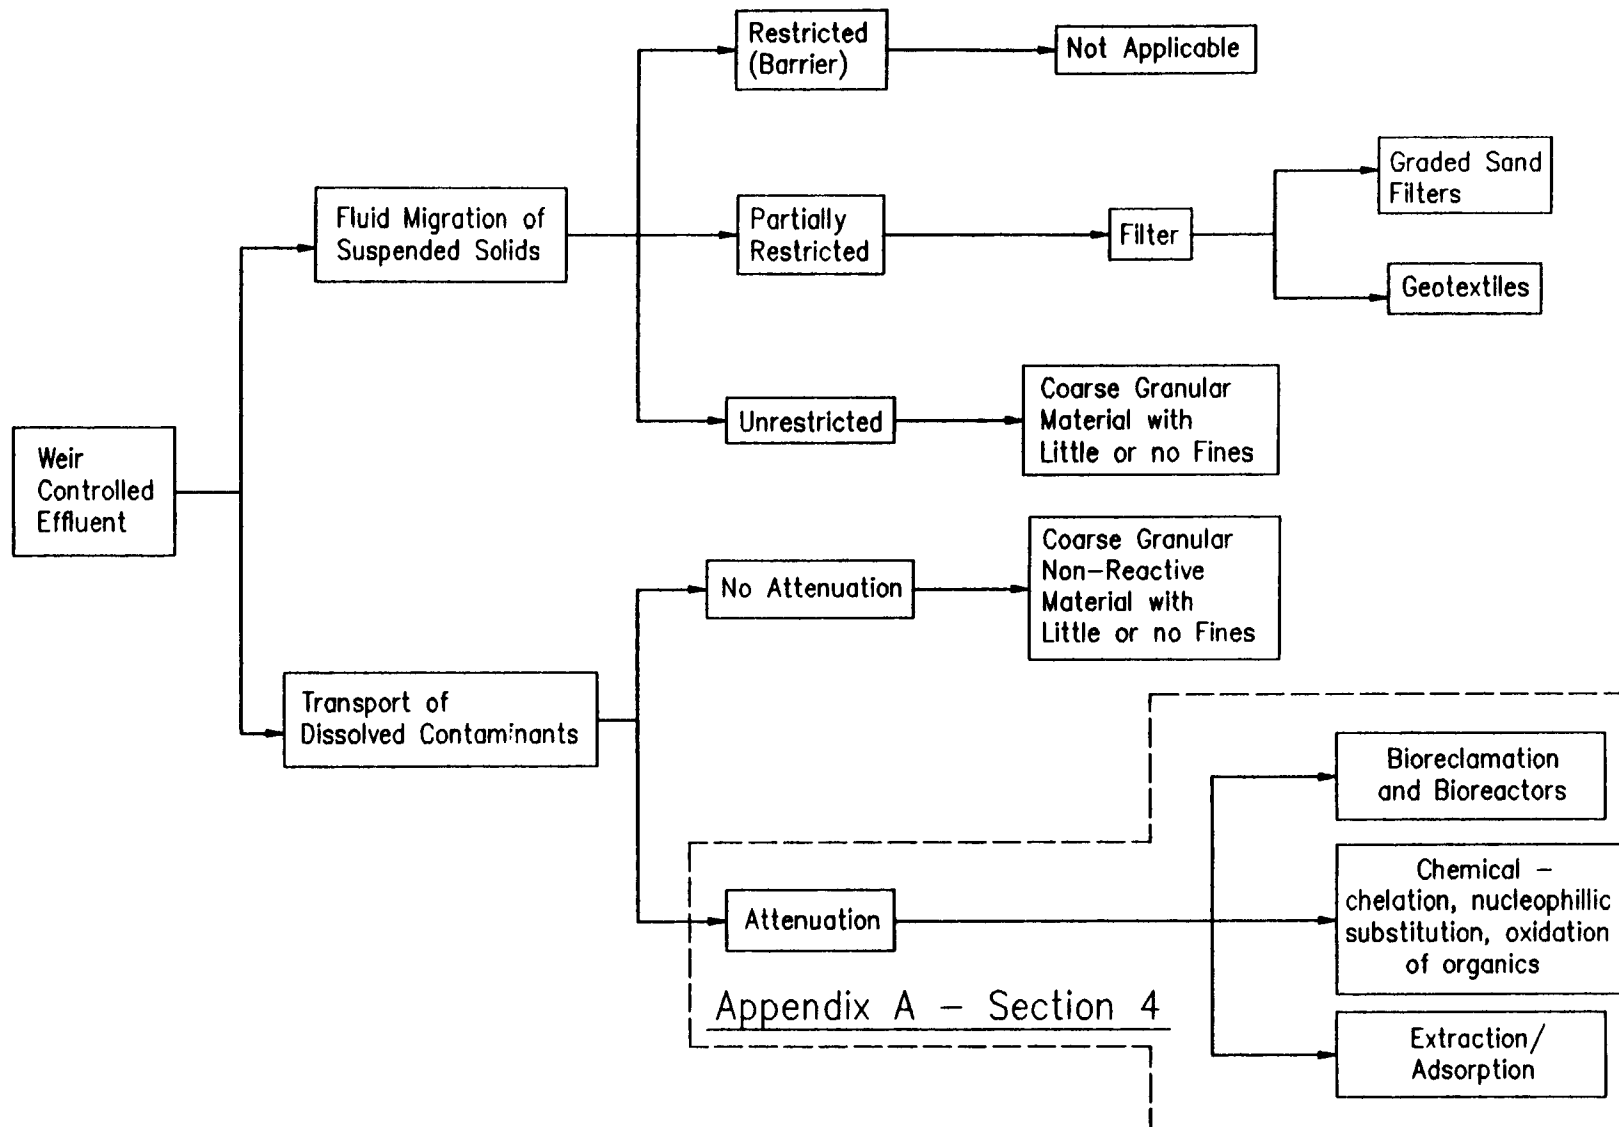 Restricted
(Barrier)
Not Applicable
Graded Sand
Filters
Fluid Migration of
Suspended Solids
Partially
Restricted
Filter
Geotextiles
Unrestricted
Coarse Granular
Material with
Little or no Fines
Weir
Controlled
Effluent
No Attenuation
Coarse Granular
Non-Reactive
Material with
Little or no Fines
Transport of
Dissolved Contaminants
Bioreclamation
and Bioreactors
Attenuation
Chemical –
chelation, nucleophillic
substitution, oxidation
of organics
Appendix A – Section 4
Extraction/
Adsorption